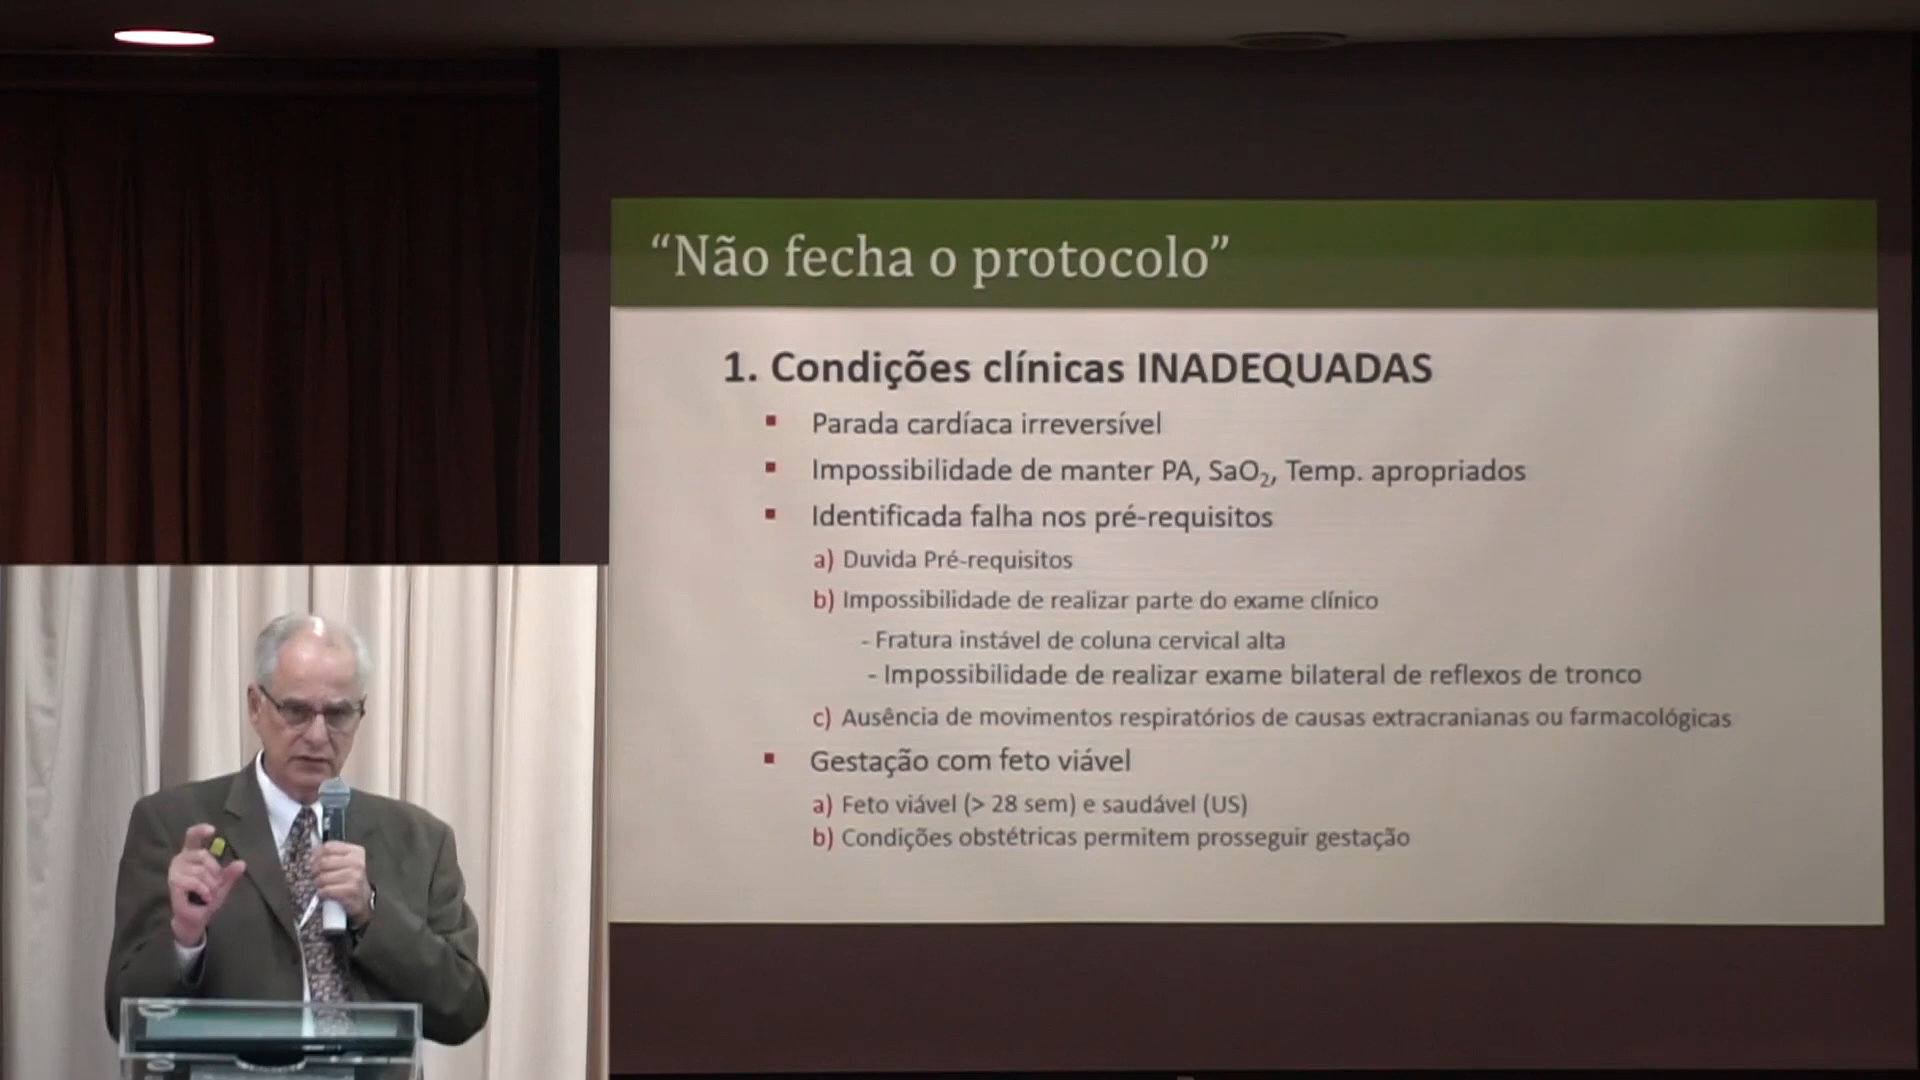 “Não fecha o protocolo”
1. Condições clínicas INADEQUADAS
▪ Parada cardíaca irreversível
▪ Impossibilidade de manter PA, SaO₂, Temp. apropriados
▪ Identificada falha nos pré-requisitos
a) Duvida Pré-requisitos
b) Impossibilidade de realizar parte do exame clínico
- Fratura instável de coluna cervical alta
- Impossibilidade de realizar exame bilateral de reflexos de tronco
c) Ausência de movimentos respiratórios de causas extracranianas ou farmacológicas
▪ Gestação com feto viável
a) Feto viável (> 28 sem) e saudável (US)
b) Condições obstétricas permitem prosseguir gestação